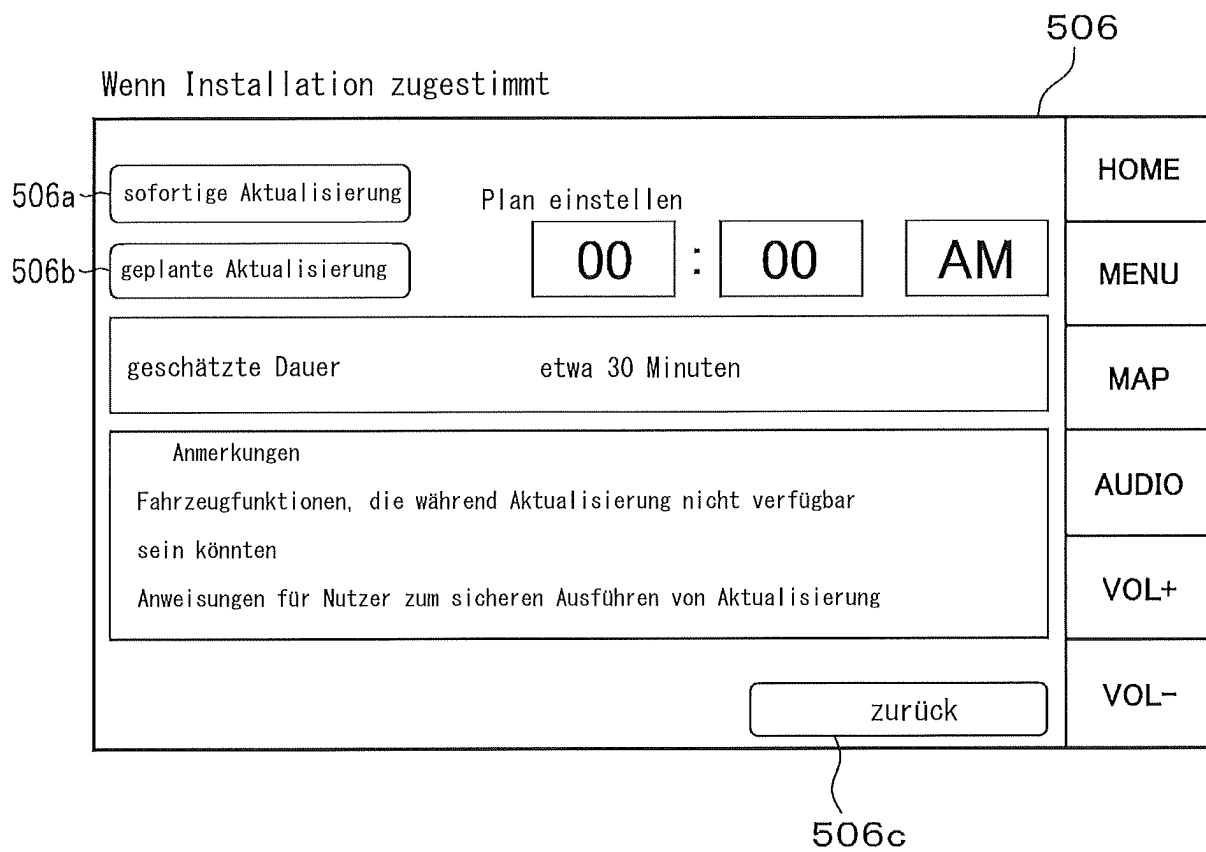 506
Wenn Installation zugestimmt
506a
sofortige Aktualisierung
Plan einstellen
506b
geplante Aktualisierung
00 : 00 AM
geschätzte Dauer etwa 30 Minuten
Anmerkungen
Fahrzeugfunktionen, die während Aktualisierung nicht verfügbar
sein könnten
Anweisungen für Nutzer zum sicheren Ausführen von Aktualisierung
zurück
506c
HOME
MENU
MAP
AUDIO
VOL+
VOL-